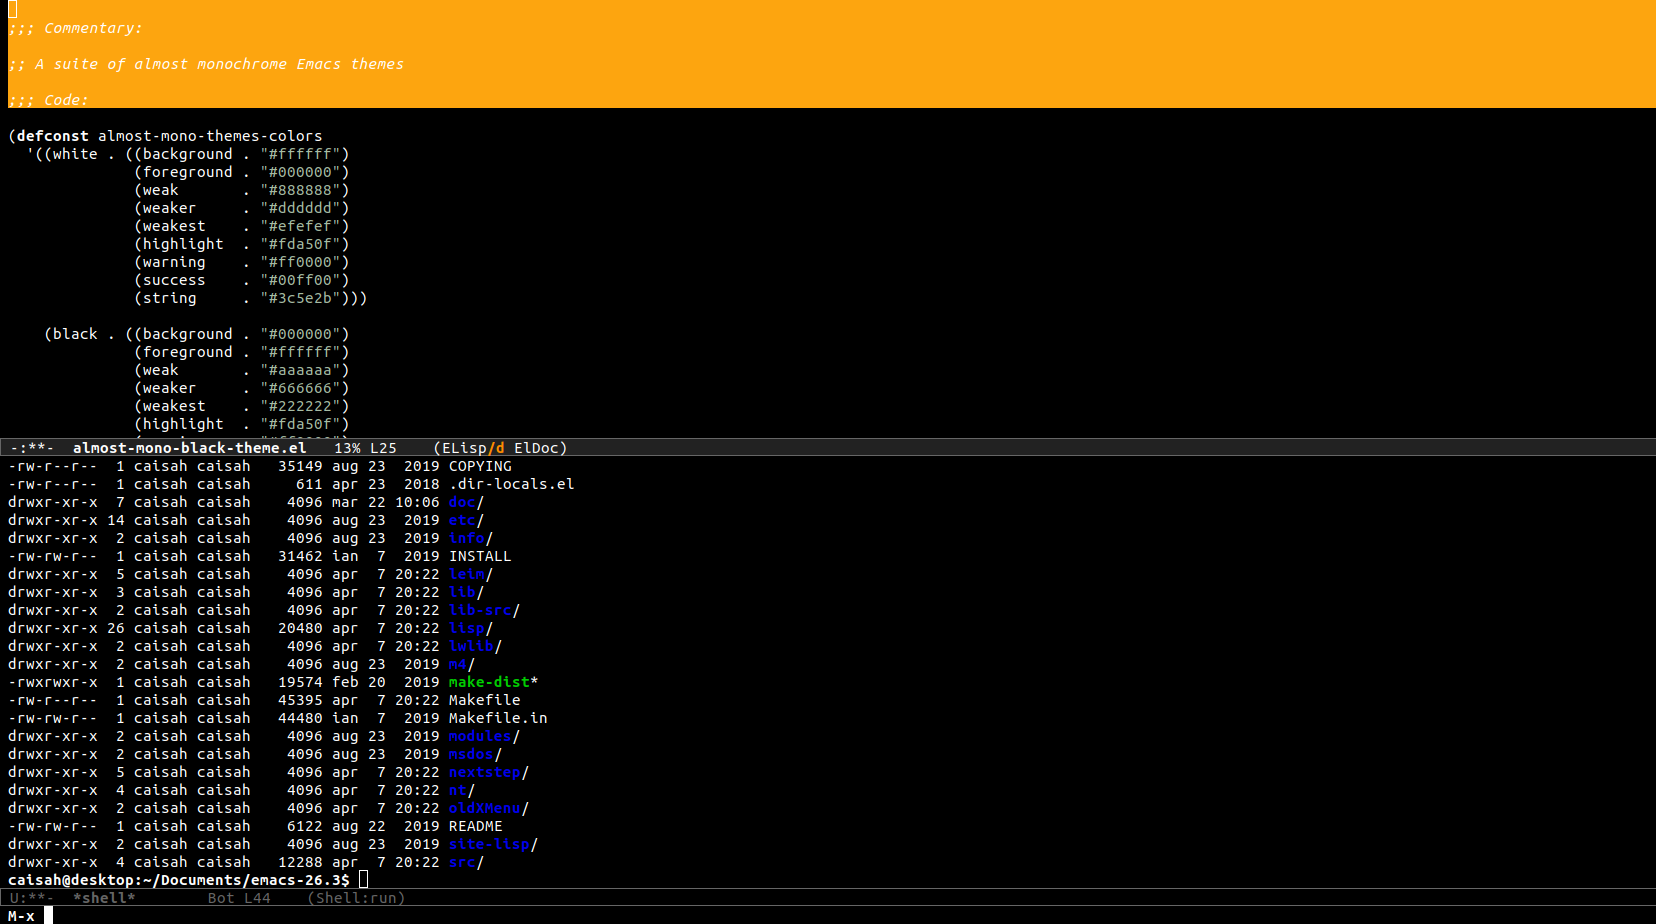 ;;; Commentary:
;; A suite of almost monochrome Emacs themes
;;; Code:
(defconst almost-mono-themes-colors
  '((white . ((background . "#ffffff")
              (foreground . "#000000")
              (weak       . "#888888")
              (weaker     . "#dddddd")
              (weakest    . "#efefef")
              (highlight  . "#fda50f")
              (warning    . "#ff0000")
              (success    . "#00ff00")
              (string     . "#3c5e2b")))
    (black . ((background . "#000000")
              (foreground . "#ffffff")
              (weak       . "#aaaaaa")
              (weaker     . "#666666")
              (weakest    . "#222222")
              (highlight  . "#fda50f")
-:**-  almost-mono-black-theme.el   13% L25    (ELisp/d ElDoc)
-rw-r--r--  1 caisah caisah   35149 aug 23  2019 COPYING
-rw-r--r--  1 caisah caisah     611 apr 23  2018 .dir-locals.el
drwxr-xr-x  7 caisah caisah    4096 mar 22 10:06 doc/
drwxr-xr-x 14 caisah caisah    4096 aug 23  2019 etc/
drwxr-xr-x  2 caisah caisah    4096 aug 23  2019 info/
-rw-rw-r--  1 caisah caisah   31462 ian  7  2019 INSTALL
drwxr-xr-x  5 caisah caisah    4096 apr  7 20:22 leim/
drwxr-xr-x  3 caisah caisah    4096 apr  7 20:22 lib/
drwxr-xr-x  2 caisah caisah    4096 apr  7 20:22 lib-src/
drwxr-xr-x 26 caisah caisah   20480 apr  7 20:22 lisp/
drwxr-xr-x  2 caisah caisah    4096 apr  7 20:22 lwlib/
drwxr-xr-x  2 caisah caisah    4096 aug 23  2019 m4/
-rwxrwxr-x  1 caisah caisah   19574 feb 20  2019 make-dist*
-rw-r--r--  1 caisah caisah   45395 apr  7 20:22 Makefile
-rw-rw-r--  1 caisah caisah   44480 ian  7  2019 Makefile.in
drwxr-xr-x  2 caisah caisah    4096 aug 23  2019 modules/
drwxr-xr-x  2 caisah caisah    4096 aug 23  2019 msdos/
drwxr-xr-x  5 caisah caisah    4096 apr  7 20:22 nextstep/
drwxr-xr-x  4 caisah caisah    4096 apr  7 20:22 nt/
drwxr-xr-x  2 caisah caisah    4096 apr  7 20:22 oldXMenu/
-rw-rw-r--  1 caisah caisah    6122 aug 22  2019 README
drwxr-xr-x  2 caisah caisah    4096 aug 23  2019 site-lisp/
drwxr-xr-x  4 caisah caisah   12288 apr  7 20:22 src/
caisah@desktop:~/Documents/emacs-26.3$
U:**-  *shell*        Bot L44    (Shell:run)
M-x